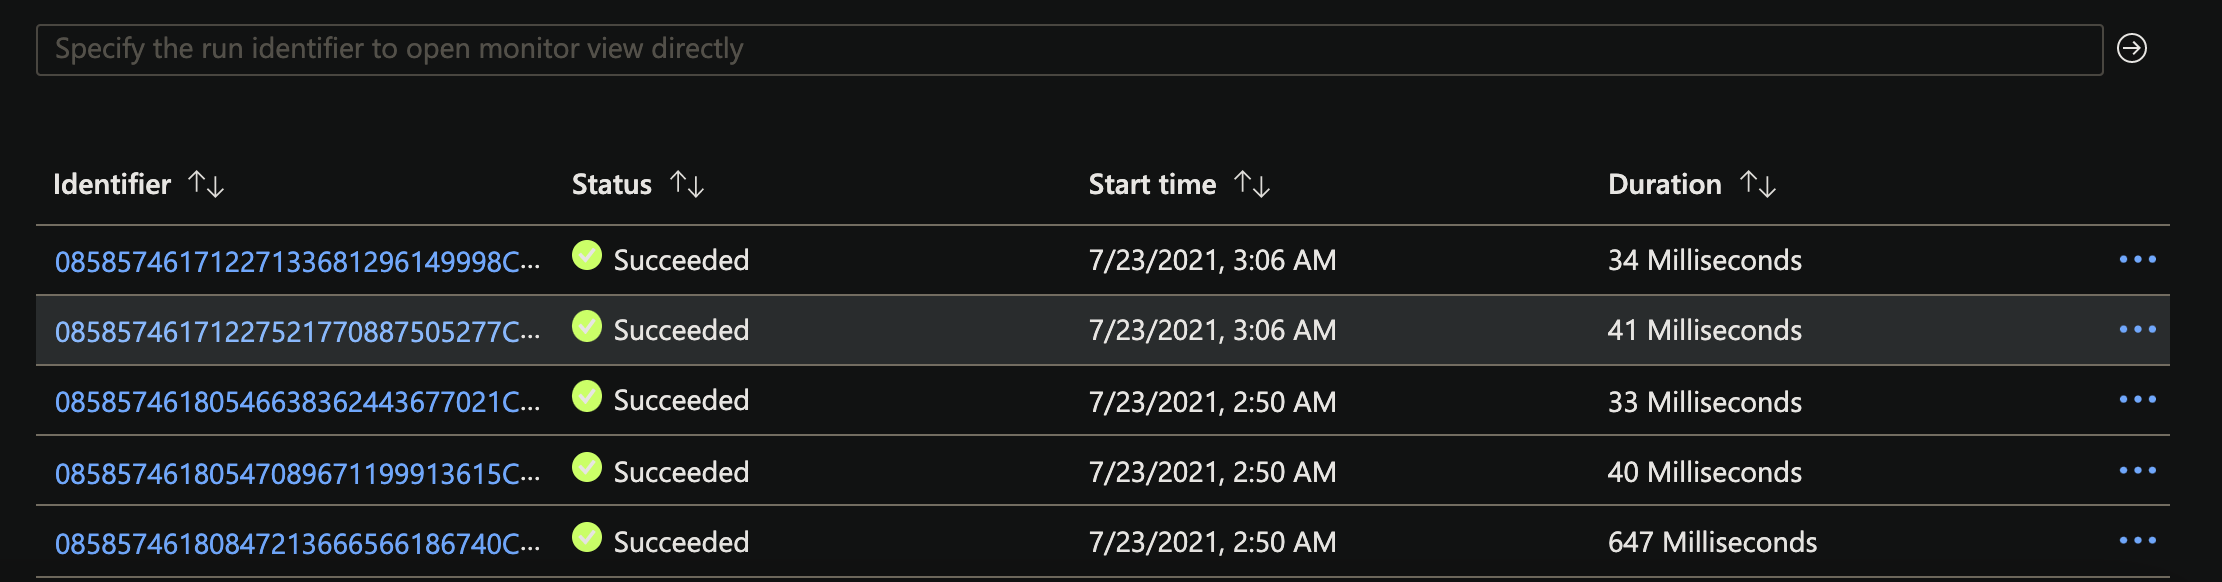 Specify the run identifier to open monitor view directly
Identifier Status Start time Duration
08585746171227133681296149998C... Succeeded 7/23/2021, 3:06 AM 34 Milliseconds
08585746171227521770887505277C... Succeeded 7/23/2021, 3:06 AM 41 Milliseconds
08585746180546638362443677021C... Succeeded 7/23/2021, 2:50 AM 33 Milliseconds
08585746180547089671199913615C... Succeeded 7/23/2021, 2:50 AM 40 Milliseconds
08585746180847213666566186740C... Succeeded 7/23/2021, 2:50 AM 647 Milliseconds